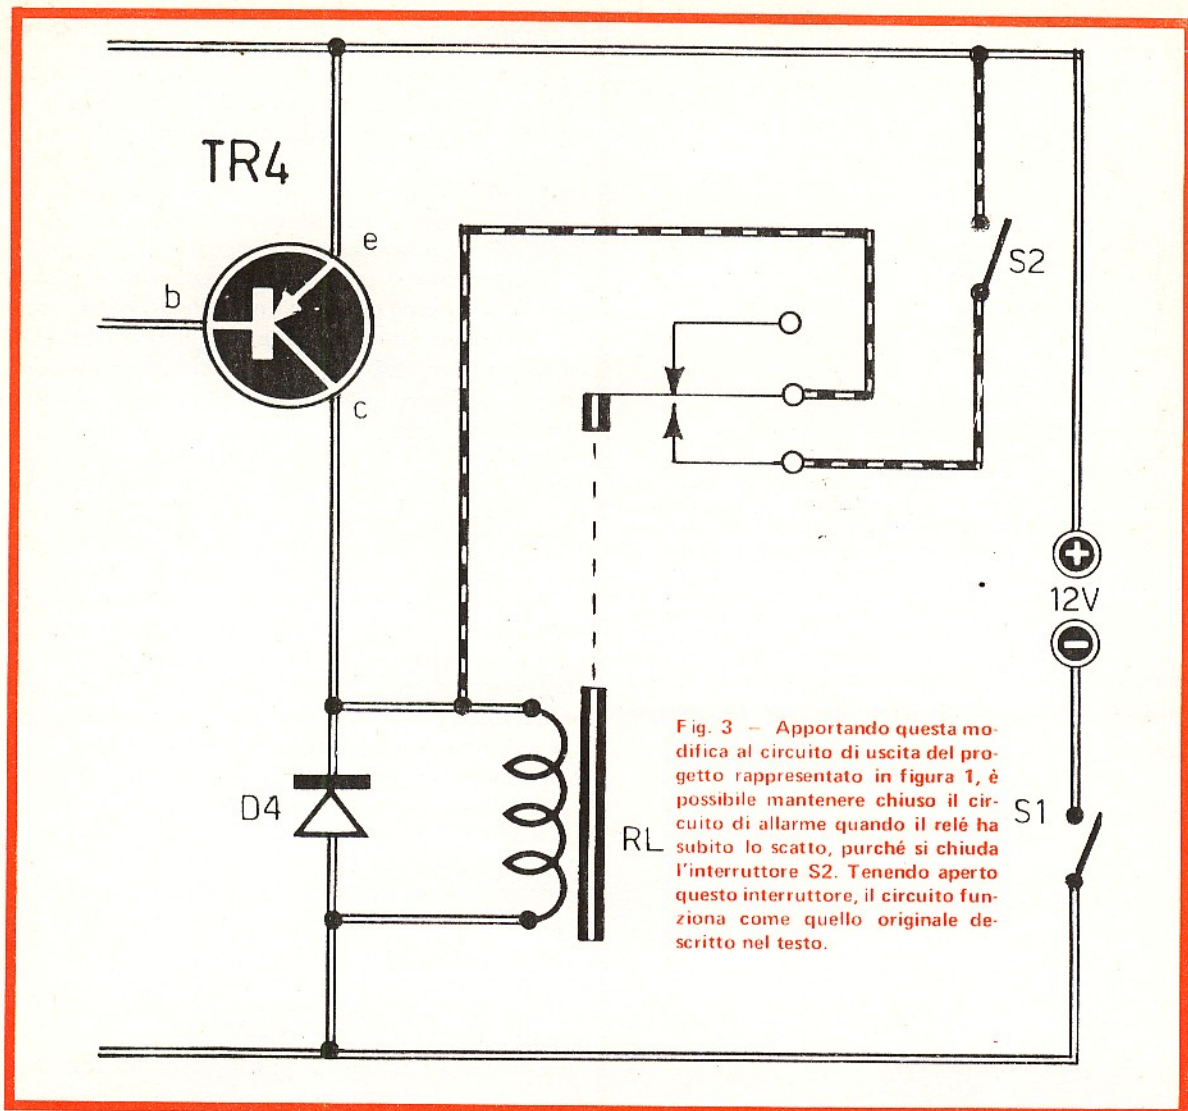 TR4
e
b
c
S2
+
12V
−
D4
RL
S1
Fig. 3 — Apportando questa mo-
difica al circuito di uscita del pro-
getto rappresentato in figura 1, è
possibile mantenere chiuso il cir-
cuito di allarme quando il relé ha
subito lo scatto, purché si chiuda
l'interruttore S2. Tenendo aperto
questo interruttore, il circuito fun-
ziona come quello originale de-
scritto nel testo.